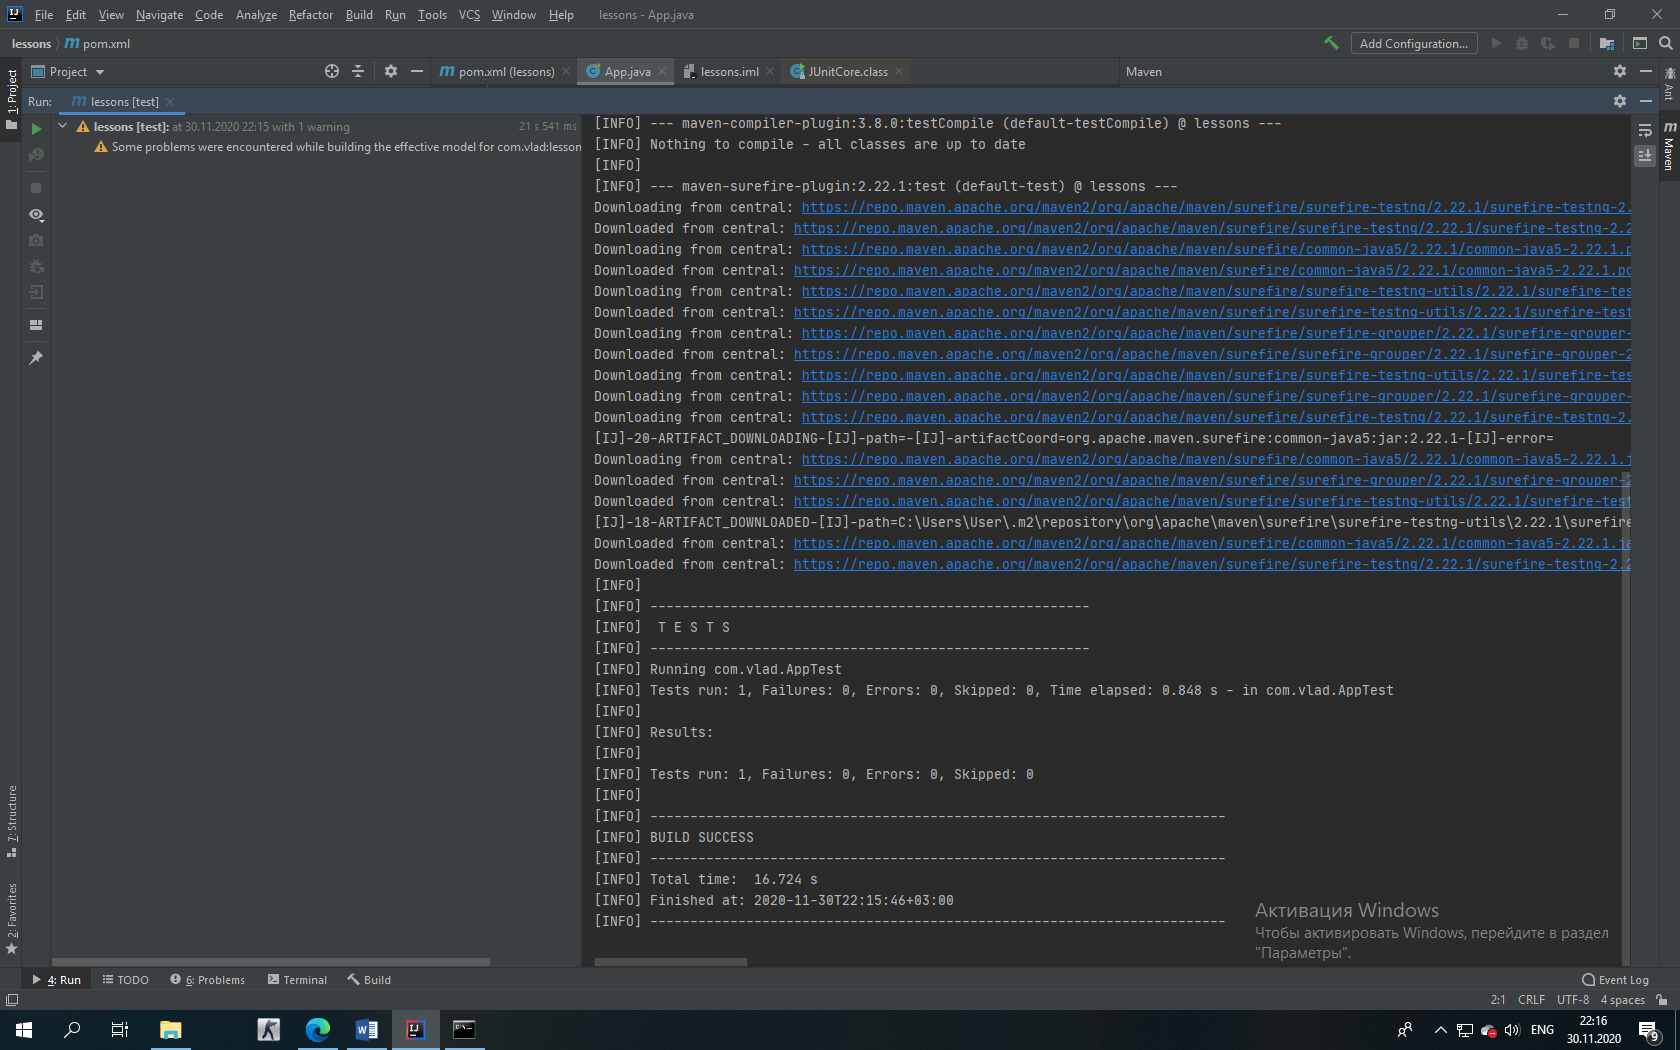 File Edit View Navigate Code Analyze Refactor Build Run Tools VCS Window Help lessons - App.java
lessons pom.xml Add Configuration...
Project pom.xml (lessons) App.java lessons.iml JUnitCore.class Maven
Run: lessons [test]
lessons [test]: at 30.11.2020 22:15 with 1 warning 21 s 541 ms
Some problems were encountered while building the effective model for com.vlad:lesson
1: Project
7: Structure
2: Favorites
Ant
Maven
[INFO] --- maven-compiler-plugin:3.8.0:testCompile (default-testCompile) @ lessons ---
[INFO] Nothing to compile - all classes are up to date
[INFO]
[INFO] --- maven-surefire-plugin:2.22.1:test (default-test) @ lessons ---
Downloading from central: https://repo.maven.apache.org/maven2/org/apache/maven/surefire/surefire-testng/2.22.1/surefire-testng-2.
Downloaded from central: https://repo.maven.apache.org/maven2/org/apache/maven/surefire/surefire-testng/2.22.1/surefire-testng-2.2
Downloading from central: https://repo.maven.apache.org/maven2/org/apache/maven/surefire/common-java5/2.22.1/common-java5-2.22.1.p
Downloaded from central: https://repo.maven.apache.org/maven2/org/apache/maven/surefire/common-java5/2.22.1/common-java5-2.22.1.po
Downloading from central: https://repo.maven.apache.org/maven2/org/apache/maven/surefire/surefire-testng-utils/2.22.1/surefire-tes
Downloaded from central: https://repo.maven.apache.org/maven2/org/apache/maven/surefire/surefire-testng-utils/2.22.1/surefire-test
Downloading from central: https://repo.maven.apache.org/maven2/org/apache/maven/surefire/surefire-grouper/2.22.1/surefire-grouper-
Downloaded from central: https://repo.maven.apache.org/maven2/org/apache/maven/surefire/surefire-grouper/2.22.1/surefire-grouper-2
Downloading from central: https://repo.maven.apache.org/maven2/org/apache/maven/surefire/surefire-testng-utils/2.22.1/surefire-tes
Downloading from central: https://repo.maven.apache.org/maven2/org/apache/maven/surefire/surefire-grouper/2.22.1/surefire-grouper-
Downloading from central: https://repo.maven.apache.org/maven2/org/apache/maven/surefire/surefire-testng/2.22.1/surefire-testng-2.
[IJ]-20-ARTIFACT_DOWNLOADING-[IJ]-path=-[IJ]-artifactCoord=org.apache.maven.surefire:common-java5:jar:2.22.1-[IJ]-error=
Downloading from central: https://repo.maven.apache.org/maven2/org/apache/maven/surefire/common-java5/2.22.1/common-java5-2.22.1.j
Downloaded from central: https://repo.maven.apache.org/maven2/org/apache/maven/surefire/surefire-grouper/2.22.1/surefire-grouper-2
Downloaded from central: https://repo.maven.apache.org/maven2/org/apache/maven/surefire/surefire-testng-utils/2.22.1/surefire-test
[IJ]-18-ARTIFACT_DOWNLOADED-[IJ]-path=C:\Users\User\.m2\repository\org\apache\maven\surefire\surefire-testng-utils\2.22.1\surefire
Downloaded from central: https://repo.maven.apache.org/maven2/org/apache/maven/surefire/common-java5/2.22.1/common-java5-2.22.1.ja
Downloaded from central: https://repo.maven.apache.org/maven2/org/apache/maven/surefire/surefire-testng/2.22.1/surefire-testng-2.2
[INFO]
[INFO] -------------------------------------------------------
[INFO]  T E S T S
[INFO] -------------------------------------------------------
[INFO] Running com.vlad.AppTest
[INFO] Tests run: 1, Failures: 0, Errors: 0, Skipped: 0, Time elapsed: 0.848 s - in com.vlad.AppTest
[INFO]
[INFO] Results:
[INFO]
[INFO] Tests run: 1, Failures: 0, Errors: 0, Skipped: 0
[INFO]
[INFO] ------------------------------------------------------------------------
[INFO] BUILD SUCCESS
[INFO] ------------------------------------------------------------------------
[INFO] Total time:  16.724 s
[INFO] Finished at: 2020-11-30T22:15:46+03:00
[INFO] ------------------------------------------------------------------------
Активация Windows
Чтобы активировать Windows, перейдите в раздел
"Параметры".
4: Run TODO 6: Problems Terminal Build Event Log
2:1 CRLF UTF-8 4 spaces
ENG 22:16
30.11.2020 9